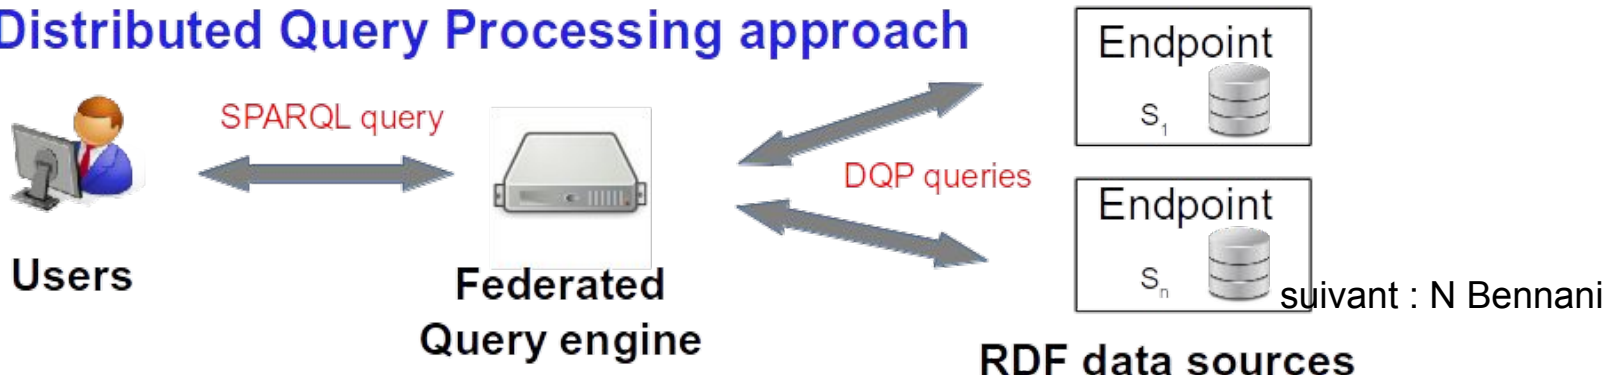 Distributed Query Processing approach
Endpoint
SPARQL query
S1
DQP queries
Endpoint
Users
Federated
Query engine
Sn
suivant : N Bennani
RDF data sources